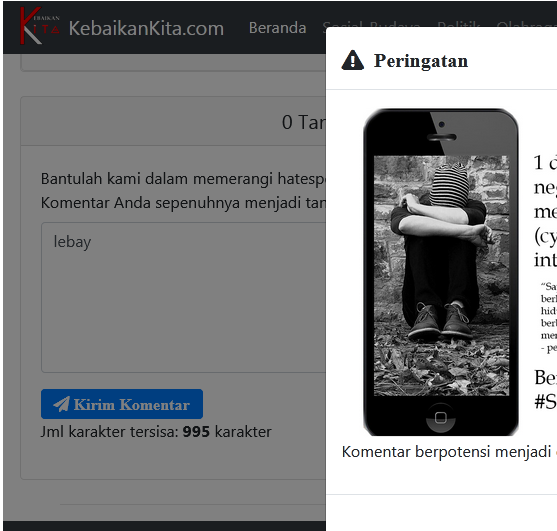 KEBAIKAN
KITA KebaikanKita.com Beranda Sosial-Budaya Politik Olahraga
Peringatan
0 Tan
Bantulah kami dalam memerangi hatespe
Komentar Anda sepenuhnya menjadi tan
lebay
Kirim Komentar
Jml karakter tersisa: 995 karakter
1 d
neg
me
(cy
int
“Sa
berl
hid
berl
men
- pe
Be
#S
Komentar berpotensi menjadi